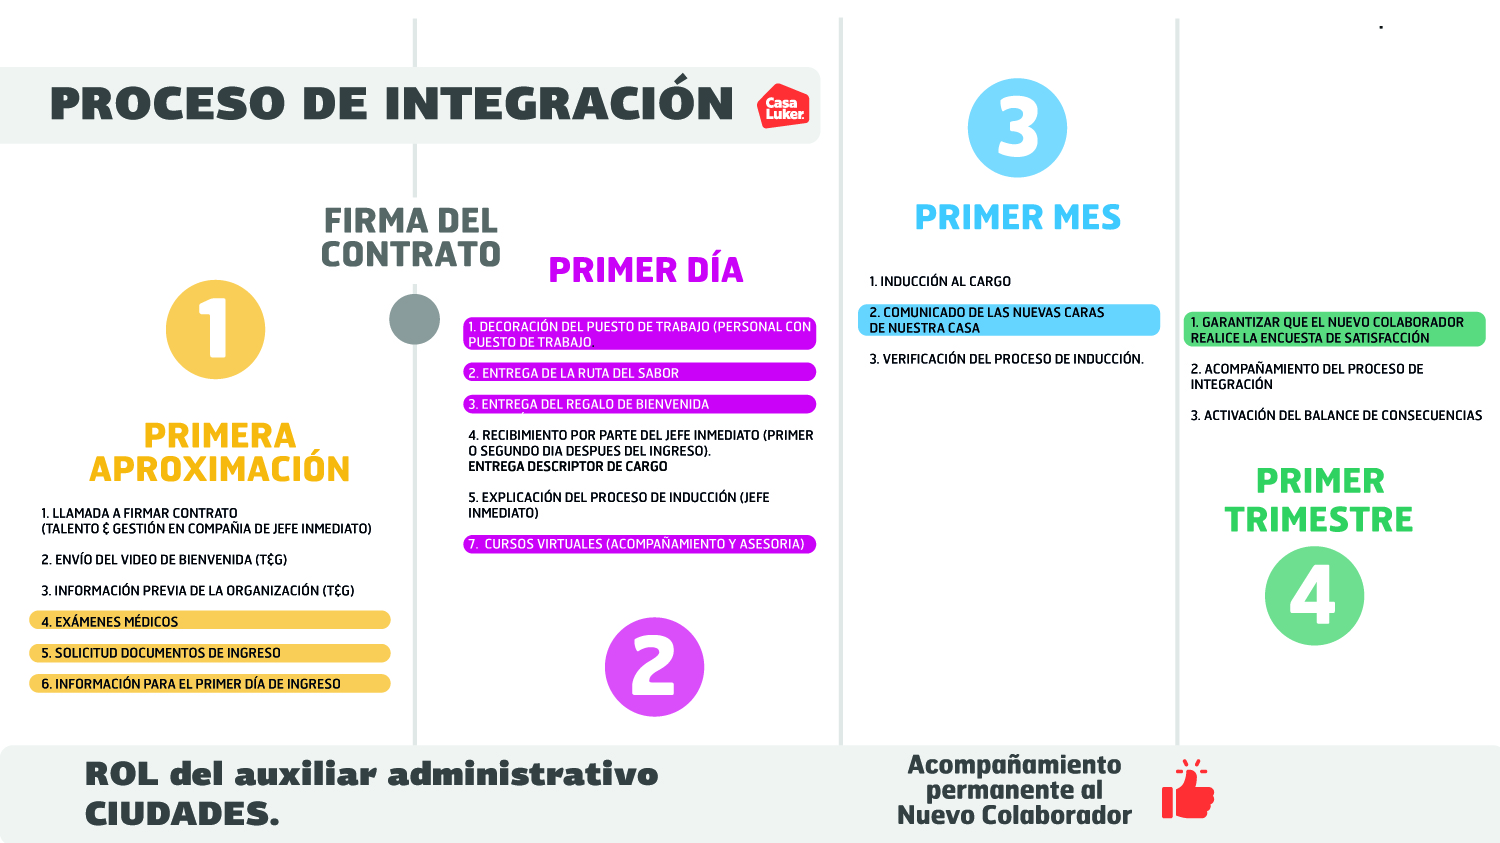 PROCESO DE INTEGRACIÓN
Casa
Luker.
FIRMA DEL
CONTRATO
1
PRIMERA
APROXIMACIÓN
1. LLAMADA A FIRMAR CONTRATO
(TALENTO & GESTIÓN EN COMPAÑIA DE JEFE INMEDIATO)
2. ENVÍO DEL VIDEO DE BIENVENIDA (T&G)
3. INFORMACIÓN PREVIA DE LA ORGANIZACIÓN (T&G)
4. EXÁMENES MÉDICOS
5. SOLICITUD DOCUMENTOS DE INGRESO
6. INFORMACIÓN PARA EL PRIMER DÍA DE INGRESO
PRIMER DÍA
1. DECORACIÓN DEL PUESTO DE TRABAJO (PERSONAL CON
PUESTO DE TRABAJO.
2. ENTREGA DE LA RUTA DEL SABOR
3. ENTREGA DEL REGALO DE BIENVENIDA
4. RECIBIMIENTO POR PARTE DEL JEFE INMEDIATO (PRIMER
O SEGUNDO DIA DESPUES DEL INGRESO).
ENTREGA DESCRIPTOR DE CARGO
5. EXPLICACIÓN DEL PROCESO DE INDUCCIÓN (JEFE
INMEDIATO)
7. CURSOS VIRTUALES (ACOMPAÑAMIENTO Y ASESORIA)
2
3
PRIMER MES
1. INDUCCIÓN AL CARGO
2. COMUNICADO DE LAS NUEVAS CARAS
DE NUESTRA CASA
3. VERIFICACIÓN DEL PROCESO DE INDUCCIÓN.
1. GARANTIZAR QUE EL NUEVO COLABORADOR
REALICE LA ENCUESTA DE SATISFACCIÓN
2. ACOMPAÑAMIENTO DEL PROCESO DE
INTEGRACIÓN
3. ACTIVACIÓN DEL BALANCE DE CONSECUENCIAS
PRIMER
TRIMESTRE
4
ROL del auxiliar administrativo
CIUDADES.
Acompañamiento
permanente al
Nuevo Colaborador